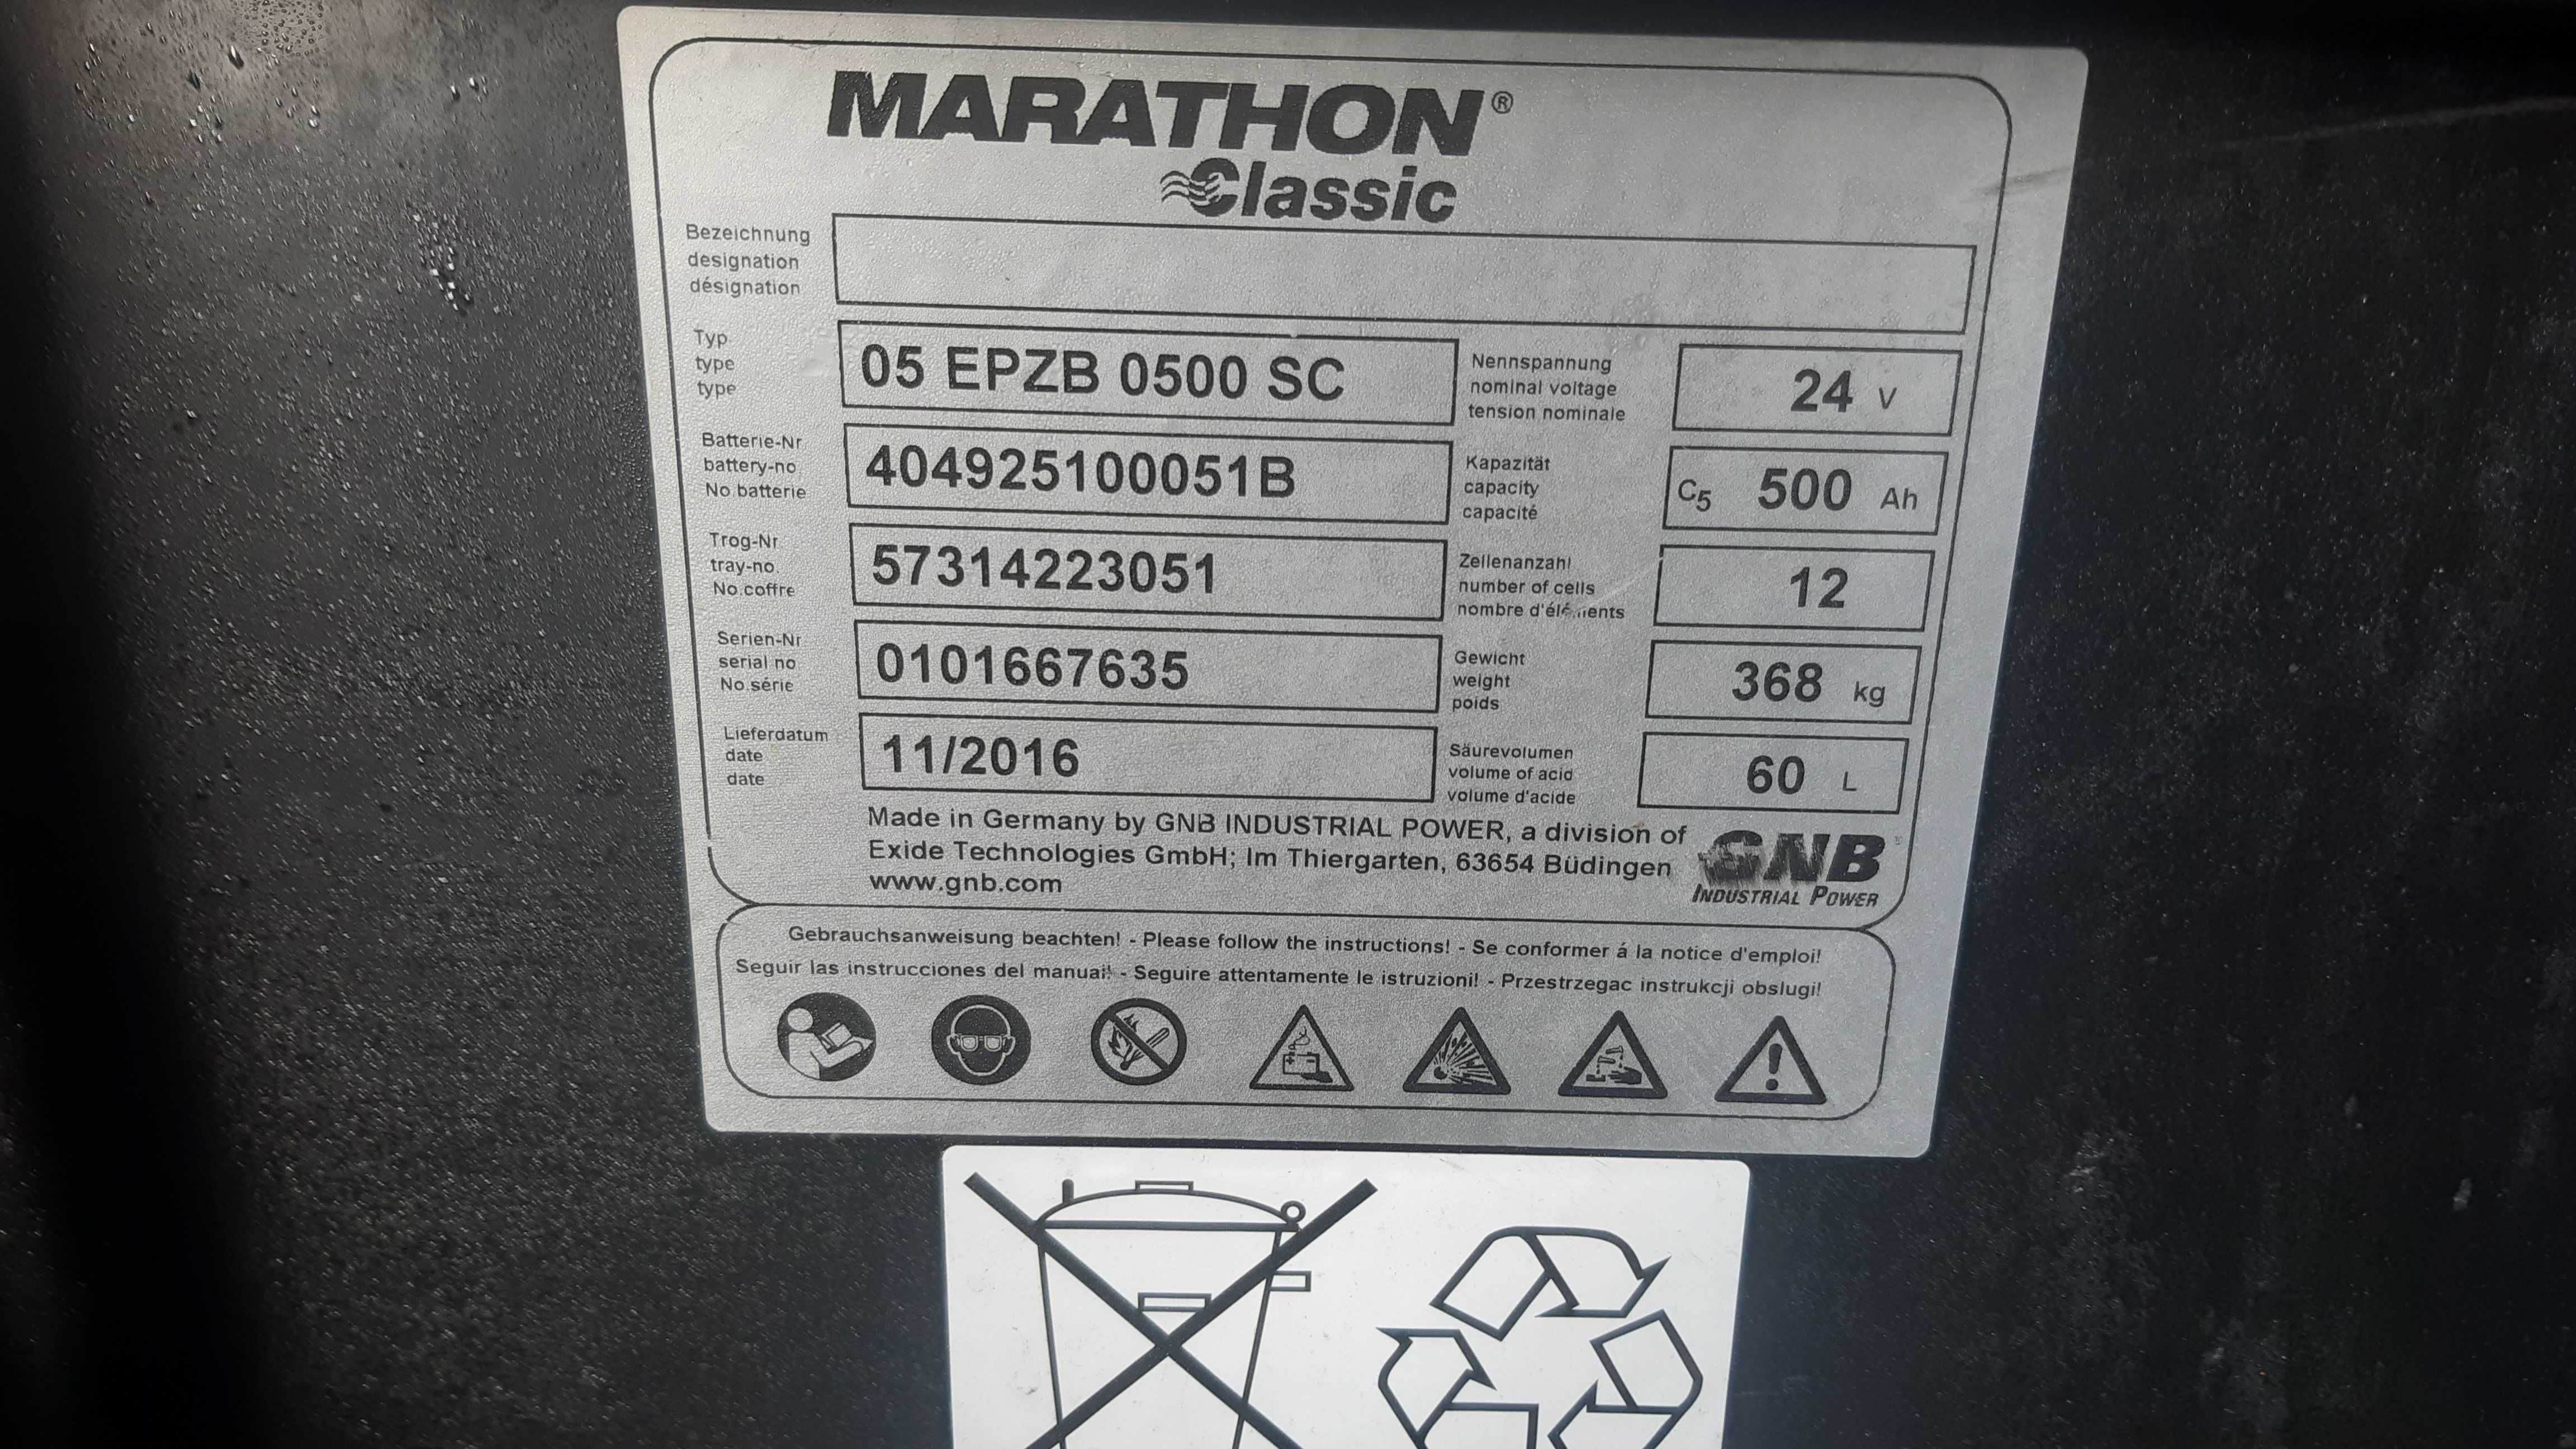 MARATHON®
Classic
Bezeichnung
designation
désignation
Typ
type
type
05 EPZB 0500 SC
Nennspannung
nominal voltage
tension nominale
24 V
Batterie-Nr
battery-no
No.batterie
404925100051B
Kapazität
capacity
capacité
C5 500 Ah
Trog-Nr
tray-no.
No.coffre
57314223051
Zellenanzahl
number of cells
nombre d'éléments
12
Serien-Nr
serial no
No.série
0101667635
Gewicht
weight
poids
368 kg
Lieferdatum
date
date
11/2016
Säurevolumen
volume of acid
volume d'acide
60 L
Made in Germany by GNB INDUSTRIAL POWER, a division of
Exide Technologies GmbH; Im Thiergarten, 63654 Büdingen
www.gnb.com
GNB
INDUSTRIAL POWER
Gebrauchsanweisung beachten! - Please follow the instructions! - Se conformer á la notice d'emploi!
Seguir las instrucciones del manual! - Seguire attentamente le istruzioni! - Przestrzegac instrukcji obslugi!